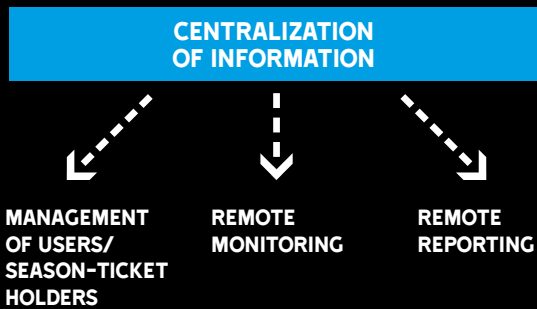 CENTRALIZATION
OF INFORMATION
MANAGEMENT
OF USERS/
SEASON-TICKET
HOLDERS
REMOTE
MONITORING
REMOTE
REPORTING